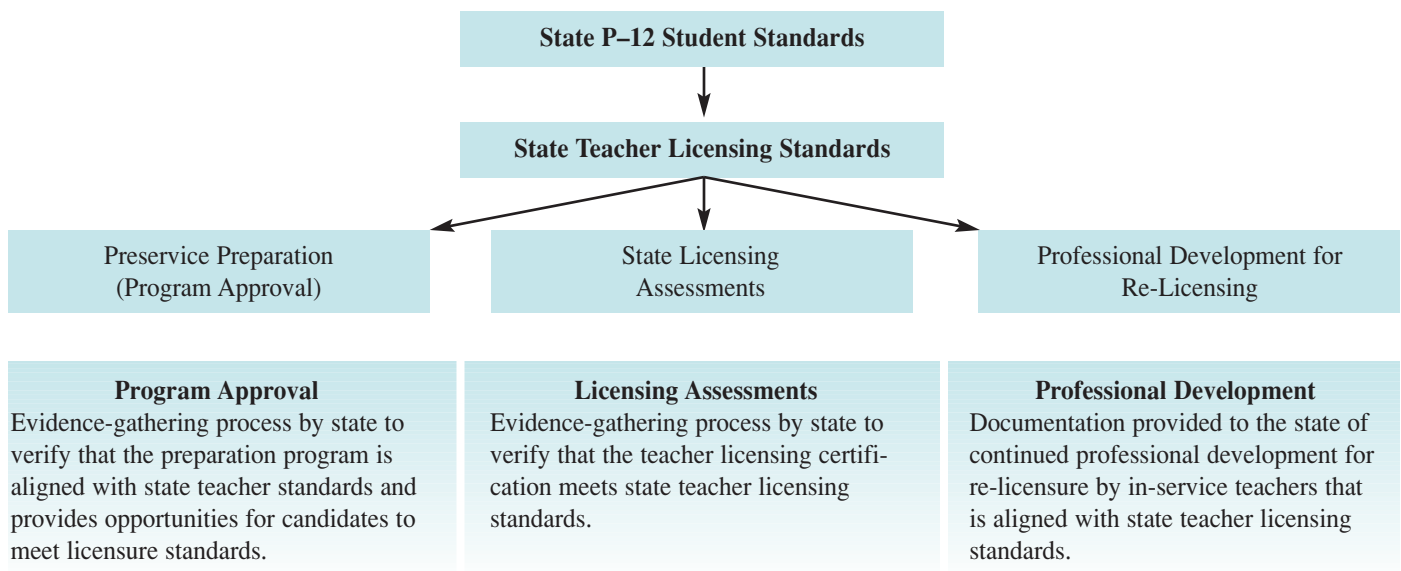 State P–12 Student Standards
State Teacher Licensing Standards
Preservice Preparation
(Program Approval)
State Licensing
Assessments
Professional Development for
Re-Licensing
Program Approval
Evidence-gathering process by state to
verify that the preparation program is
aligned with state teacher standards and
provides opportunities for candidates to
meet licensure standards.
Licensing Assessments
Evidence-gathering process by state to
verify that the teacher licensing certifi-
cation meets state teacher licensing
standards.
Professional Development
Documentation provided to the state of
continued professional development for
re-licensure by in-service teachers that
is aligned with state teacher licensing
standards.